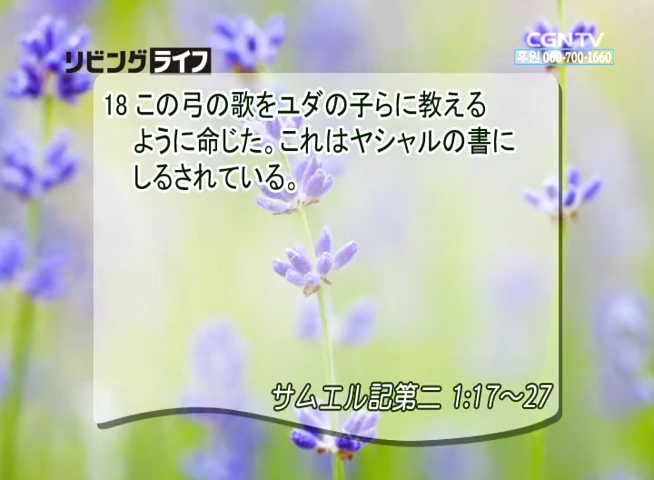 リビングライフ
CGNTV
후원 060-700-1660
18 この弓の歌をユダの子らに教える
ように命じた。これはヤシャルの書に
しるされている。
サムエル記第二 1:17～27